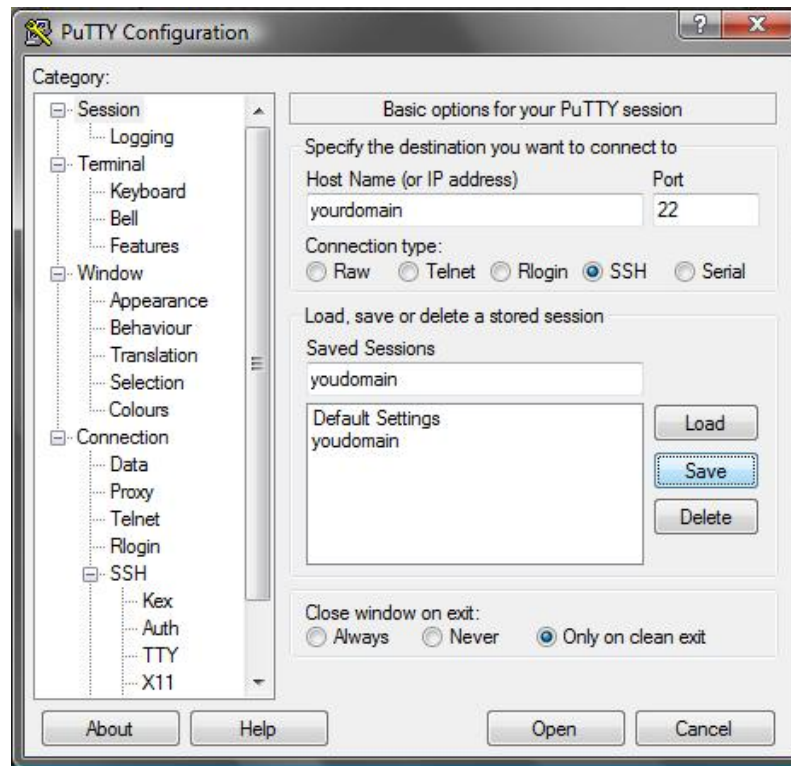 PuTTY Configuration
?
X
Category:
Session
Logging
Terminal
Keyboard
Bell
Features
Window
Appearance
Behaviour
Translation
Selection
Colours
Connection
Data
Proxy
Telnet
Rlogin
SSH
Kex
Auth
TTY
X11
Basic options for your PuTTY session
Specify the destination you want to connect to
Host Name (or IP address) Port
yourdomain 22
Connection type:
Raw Telnet Rlogin SSH Serial
Load, save or delete a stored session
Saved Sessions
youdomain
Default Settings
youdomain
Load
Save
Delete
Close window on exit:
Always Never Only on clean exit
About Help Open Cancel